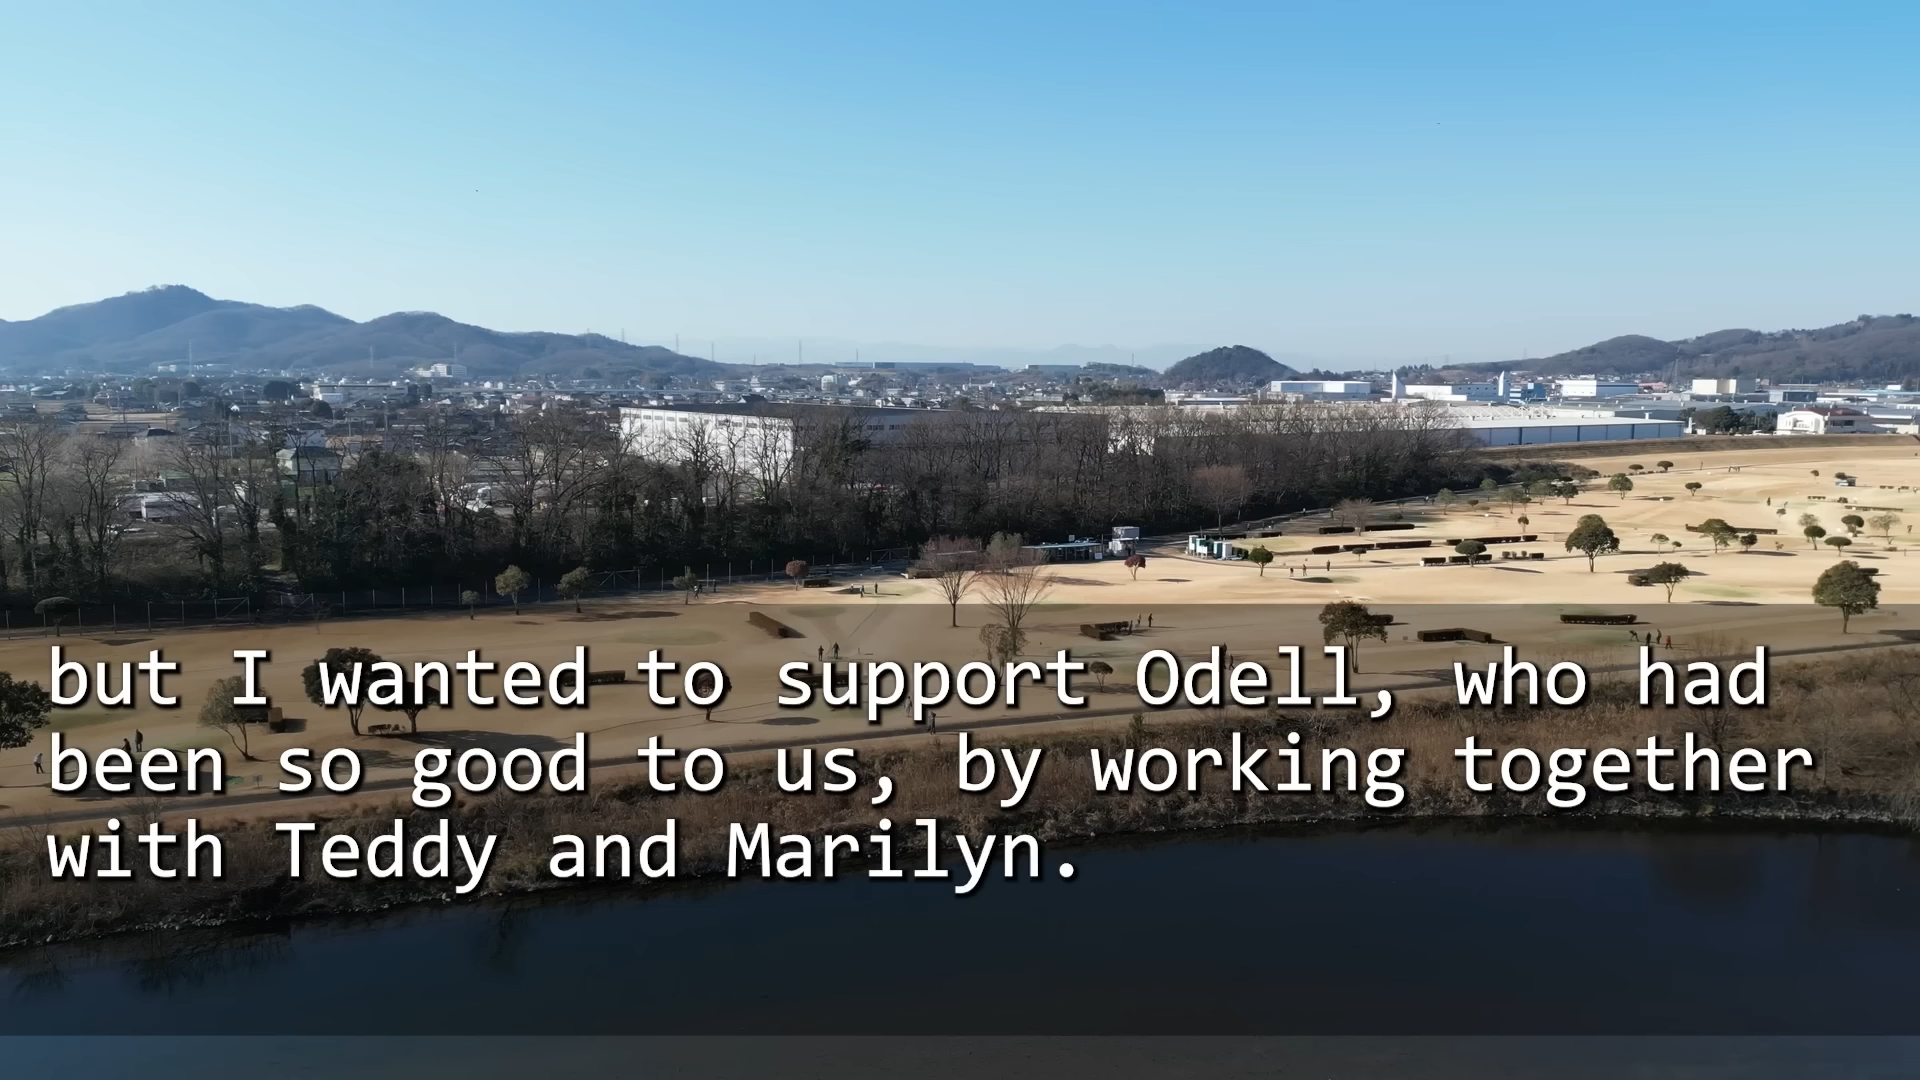 but I wanted to support Odell, who had
been so good to us, by working together
with Teddy and Marilyn.